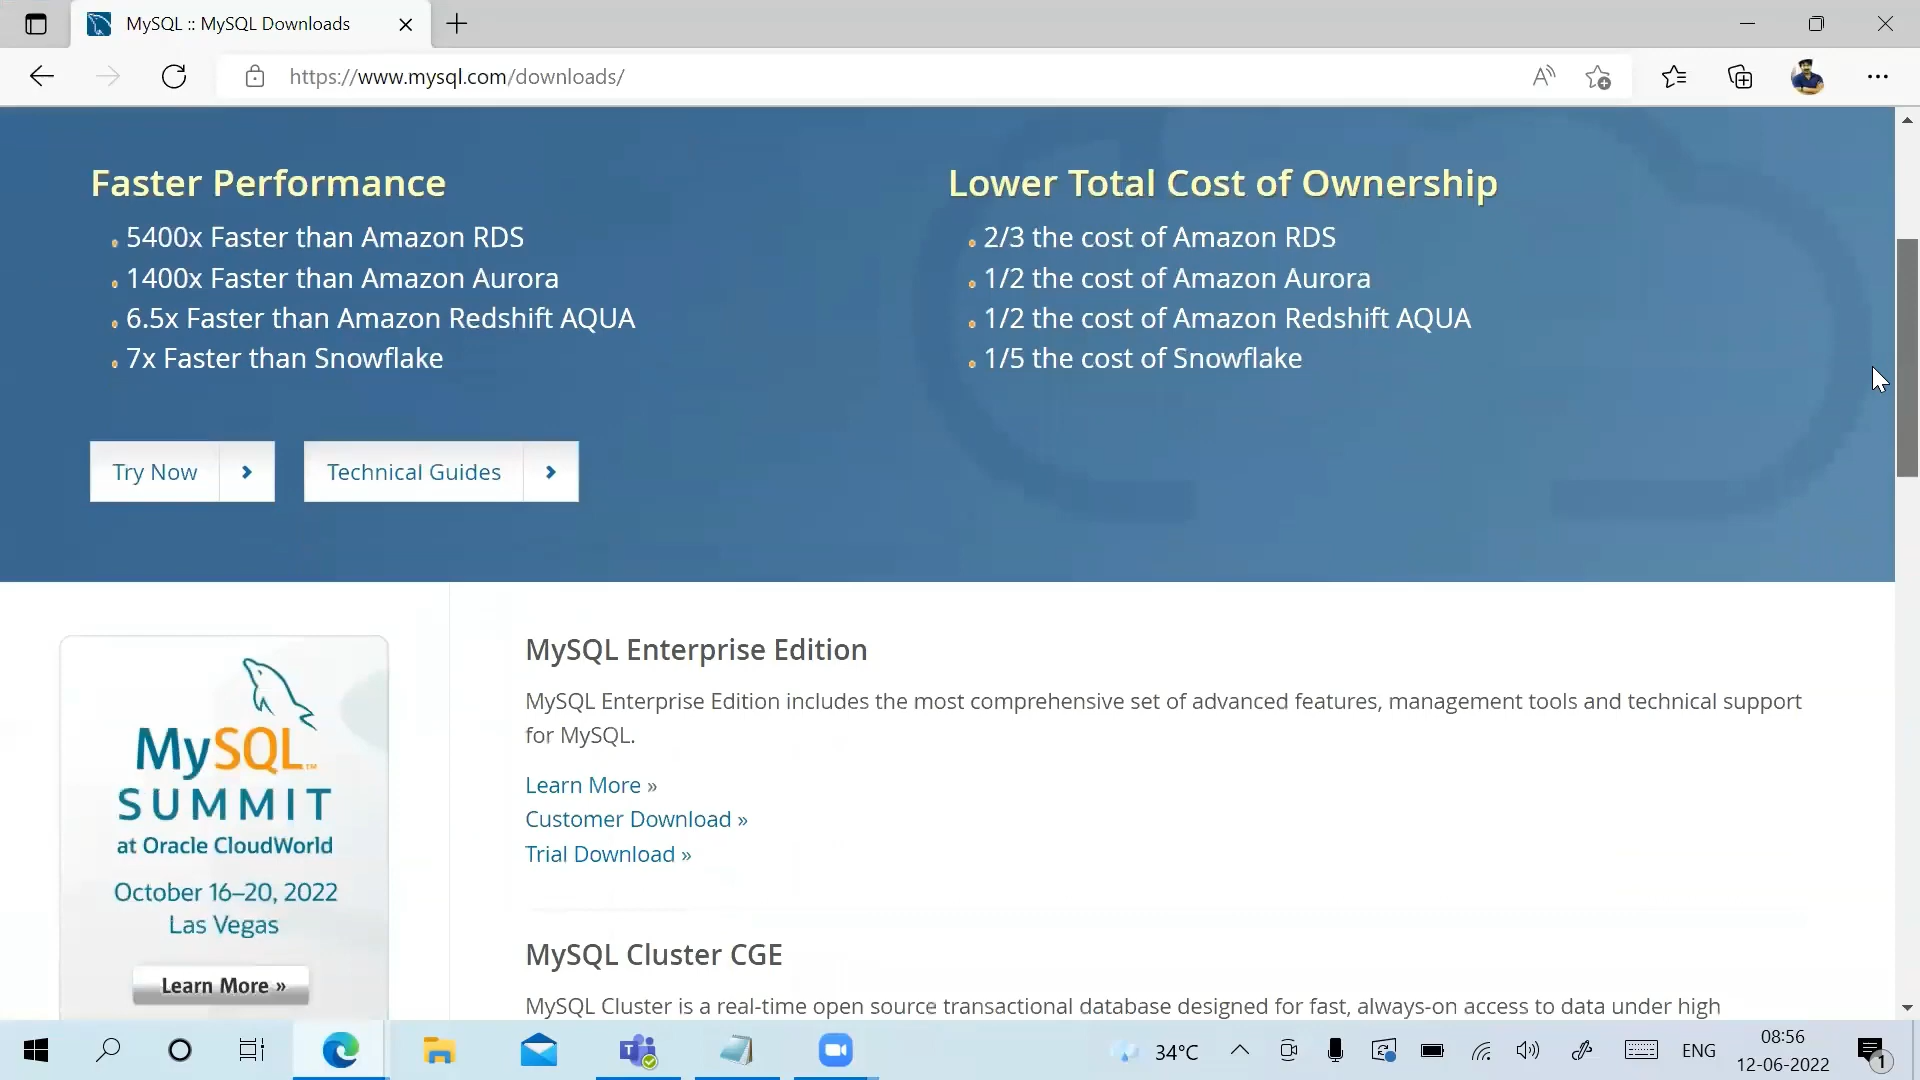 MySQL :: MySQL Downloads
https://www.mysql.com/downloads/
Faster Performance
5400x Faster than Amazon RDS
1400x Faster than Amazon Aurora
6.5x Faster than Amazon Redshift AQUA
7x Faster than Snowflake
Lower Total Cost of Ownership
2/3 the cost of Amazon RDS
1/2 the cost of Amazon Aurora
1/2 the cost of Amazon Redshift AQUA
1/5 the cost of Snowflake
Try Now
Technical Guides
MySQL™
SUMMIT
at Oracle CloudWorld
October 16–20, 2022
Las Vegas
Learn More »
MySQL Enterprise Edition
MySQL Enterprise Edition includes the most comprehensive set of advanced features, management tools and technical support
for MySQL.
Learn More »
Customer Download »
Trial Download »
MySQL Cluster CGE
MySQL Cluster is a real-time open source transactional database designed for fast, always-on access to data under high
34°C
ENG
08:56
12-06-2022
1